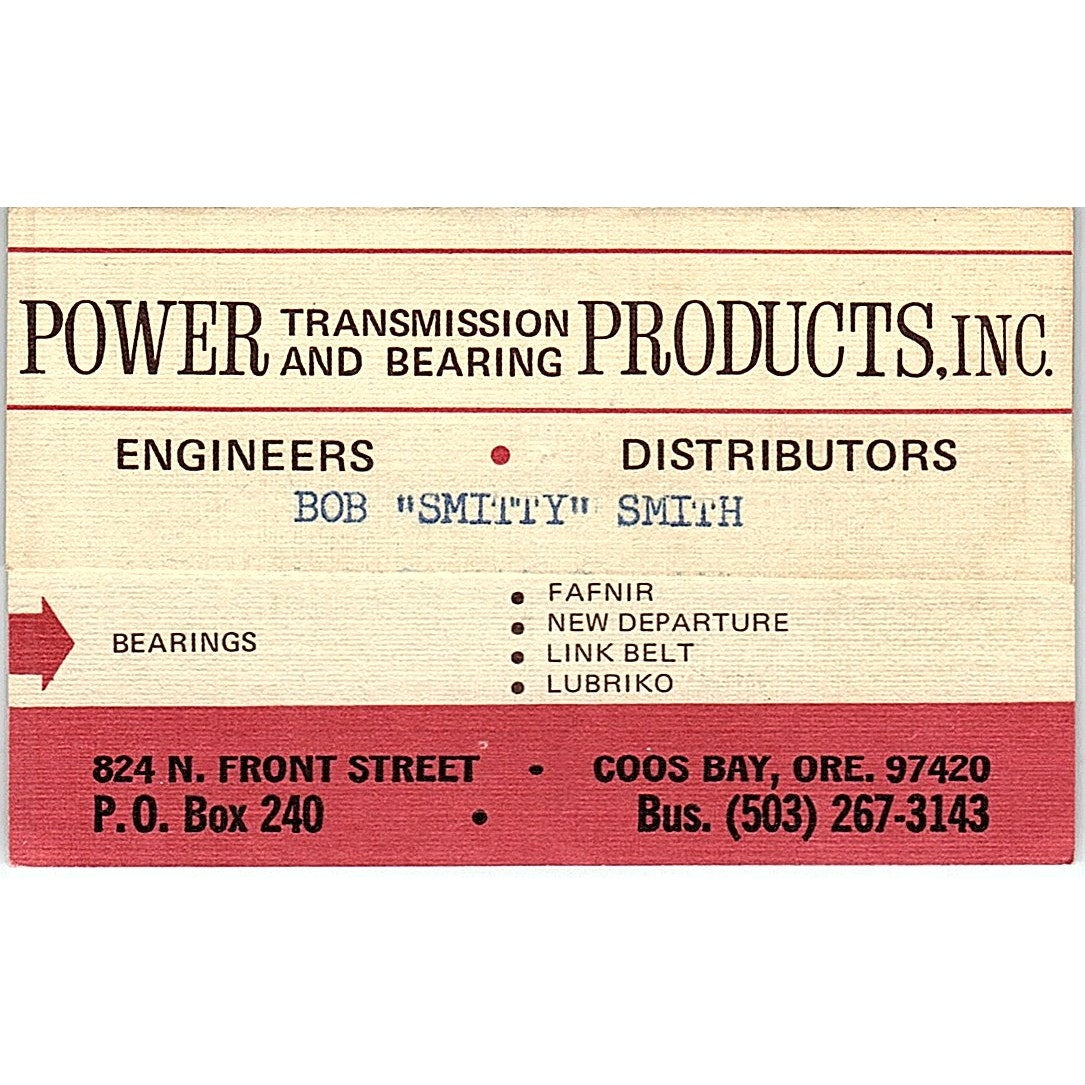 POWER TRANSMISSION AND BEARING PRODUCTS, INC.
ENGINEERS • DISTRIBUTORS
BOB "SMITTY" SMITH
BEARINGS
• FAFNIR
• NEW DEPARTURE
• LINK BELT
• LUBRIKO
824 N. FRONT STREET • COOS BAY, ORE. 97420
P.O. Box 240 • Bus. (503) 267-3143